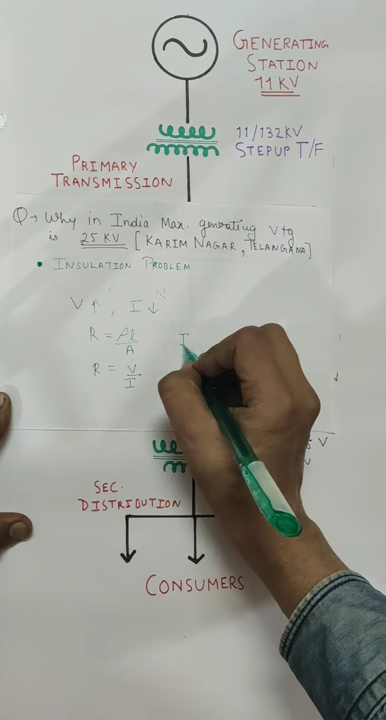 GENERATING
STATION
11 KV
11/132KV
STEPUP T/F
PRIMARY
TRANSMISSION
Q → Why in India Max. generating Vtg
is 25 KV [KARIM NAGAR, TELANGANA]
• INSULATION PROBLEM
V↑, I↓
R = ρl/A
I
R = V/I
V
SEC.
DISTRIBUTION
CONSUMERS